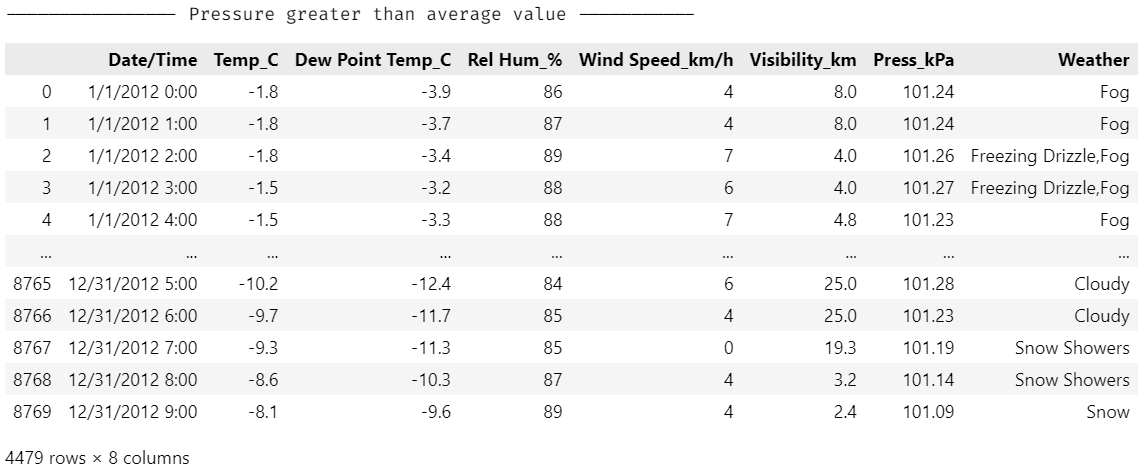 ----------------- Pressure greater than average value ------------
Date/Time Temp_C Dew Point Temp_C Rel Hum_% Wind Speed_km/h Visibility_km Press_kPa Weather
0 1/1/2012 0:00 -1.8 -3.9 86 4 8.0 101.24 Fog
1 1/1/2012 1:00 -1.8 -3.7 87 4 8.0 101.24 Fog
2 1/1/2012 2:00 -1.8 -3.4 89 7 4.0 101.26 Freezing Drizzle,Fog
3 1/1/2012 3:00 -1.5 -3.2 88 6 4.0 101.27 Freezing Drizzle,Fog
4 1/1/2012 4:00 -1.5 -3.3 88 7 4.8 101.23 Fog
... ... ... ... ... ... ... ... ...
8765 12/31/2012 5:00 -10.2 -12.4 84 6 25.0 101.28 Cloudy
8766 12/31/2012 6:00 -9.7 -11.7 85 4 25.0 101.23 Cloudy
8767 12/31/2012 7:00 -9.3 -11.3 85 0 19.3 101.19 Snow Showers
8768 12/31/2012 8:00 -8.6 -10.3 87 4 3.2 101.14 Snow Showers
8769 12/31/2012 9:00 -8.1 -9.6 89 4 2.4 101.09 Snow
4479 rows × 8 columns